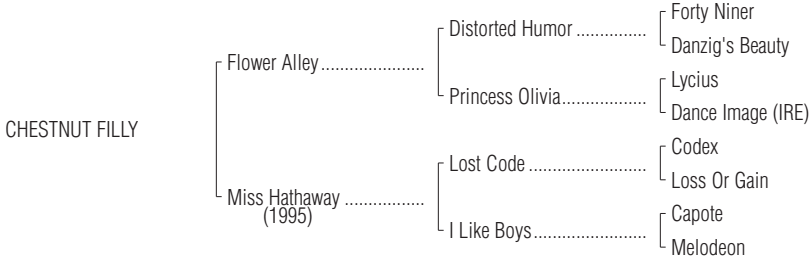 Forty Niner
Distorted Humor ...............
Danzig's Beauty
Flower Alley ......................
Lycius
Princess Olivia..................
Dance Image (IRE)
CHESTNUT FILLY
Codex
Lost Code .........................
Loss Or Gain
Miss Hathaway .................
(1995)
Capote
I Like Boys........................
Melodeon